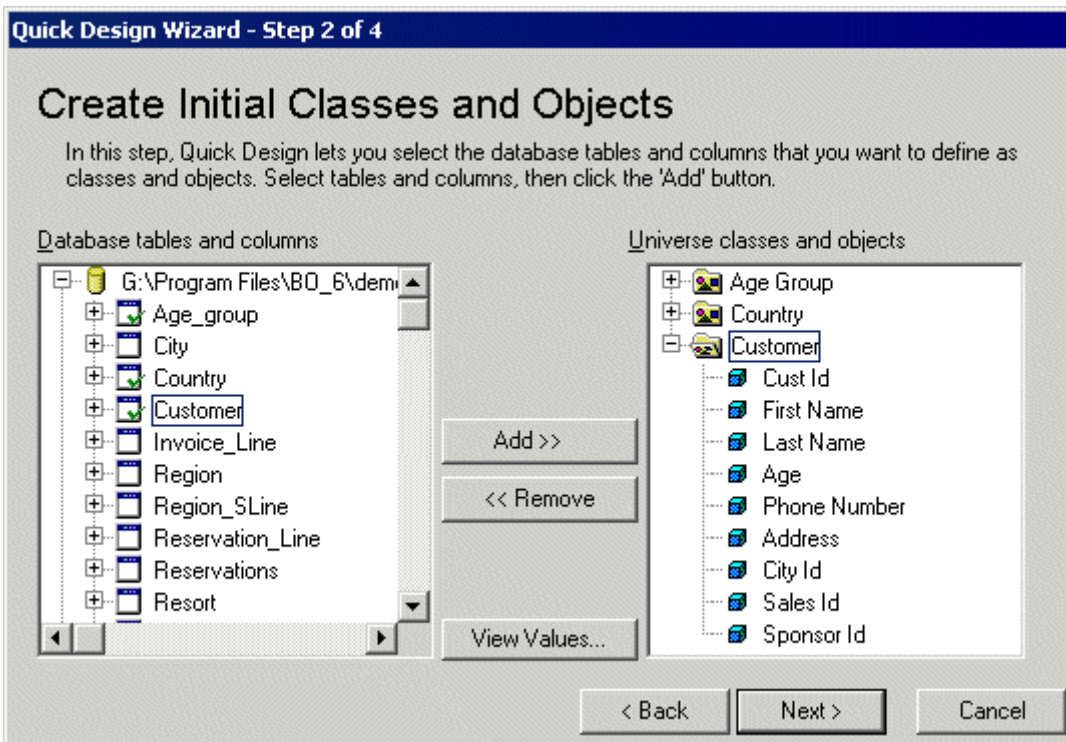 Quick Design Wizard - Step 2 of 4
Create Initial Classes and Objects
In this step, Quick Design lets you select the database tables and columns that you want to define as
classes and objects. Select tables and columns, then click the 'Add' button.
Database tables and columns
G:\Program Files\BO_6\dem
Age_group
City
Country
Customer
Invoice_Line
Region
Region_SLine
Reservation_Line
Reservations
Resort
Add >>
<< Remove
View Values...
Universe classes and objects
Age Group
Country
Customer
Cust Id
First Name
Last Name
Age
Phone Number
Address
City Id
Sales Id
Sponsor Id
< Back
Next >
Cancel